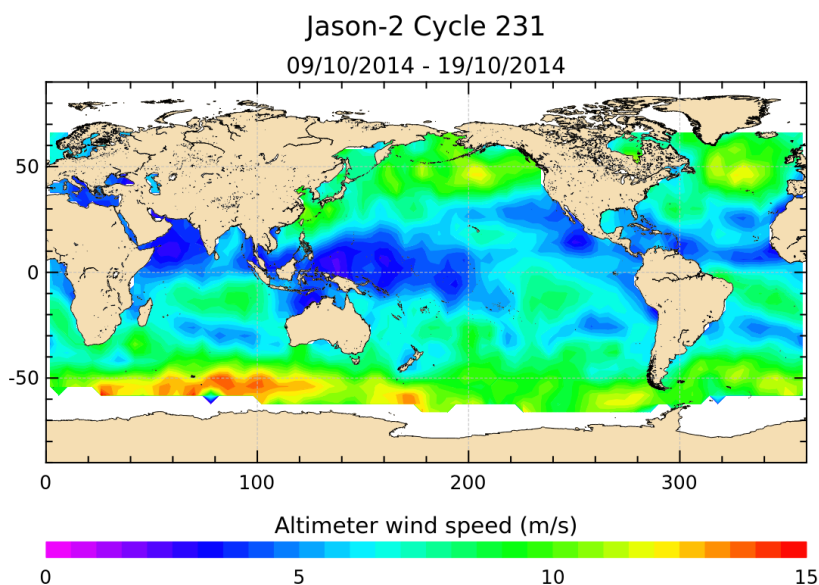 Jason-2 Cycle 231
09/10/2014 - 19/10/2014
50
0
-50
0 100 200 300
Altimeter wind speed (m/s)
0 5 10 15